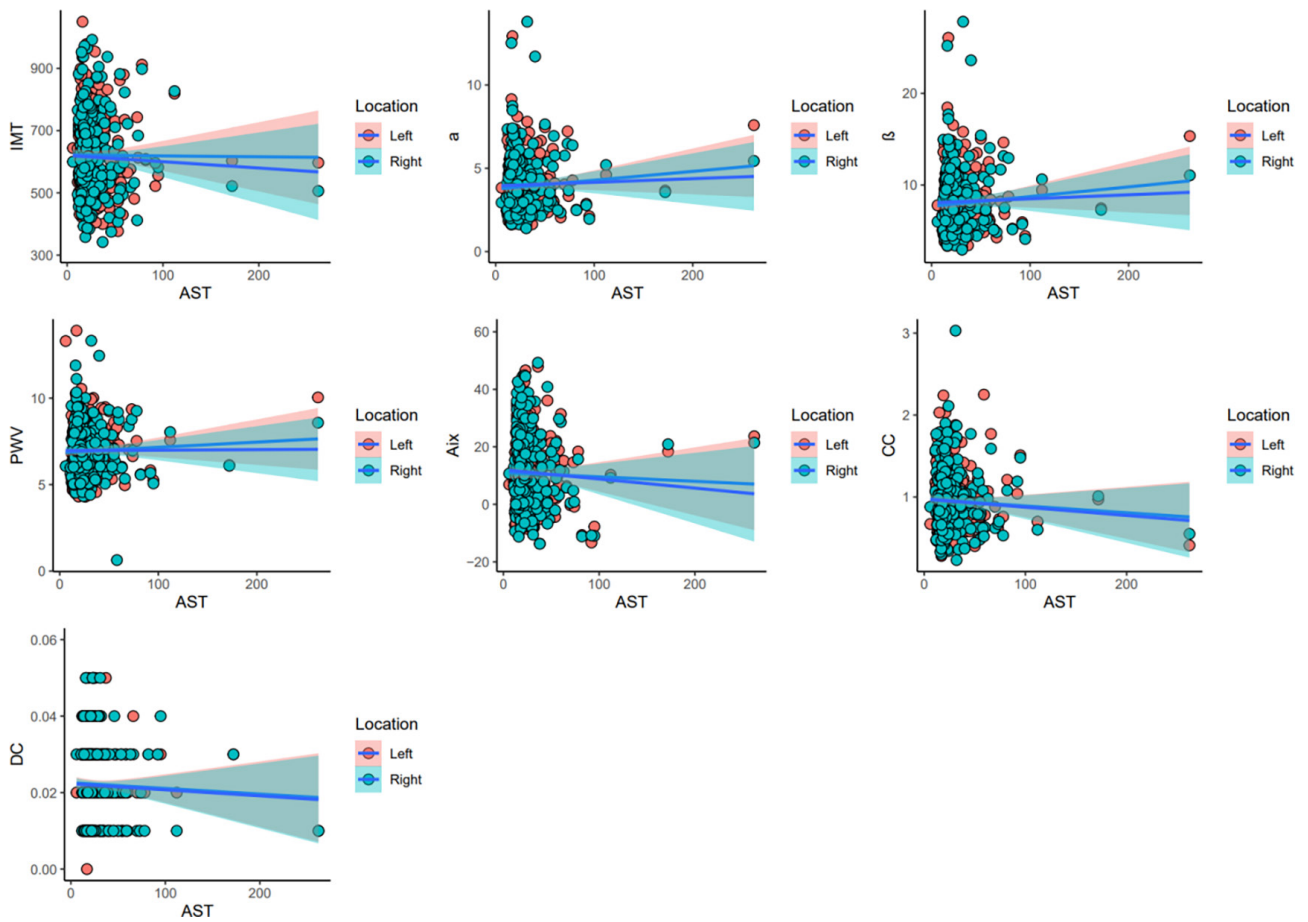 IMT
900
700
500
300
0
100
200
AST
Location
Left
Right
a
10
5
0
0
100
200
AST
Location
Left
Right
ß
20
10
0
100
200
AST
Location
Left
Right
PWV
10
5
0
0
100
200
AST
Location
Left
Right
Aix
60
40
20
0
−20
0
100
200
AST
Location
Left
Right
CC
3
2
1
0
100
200
AST
Location
Left
Right
DC
0.06
0.04
0.02
0.00
0
100
200
AST
Location
Left
Right